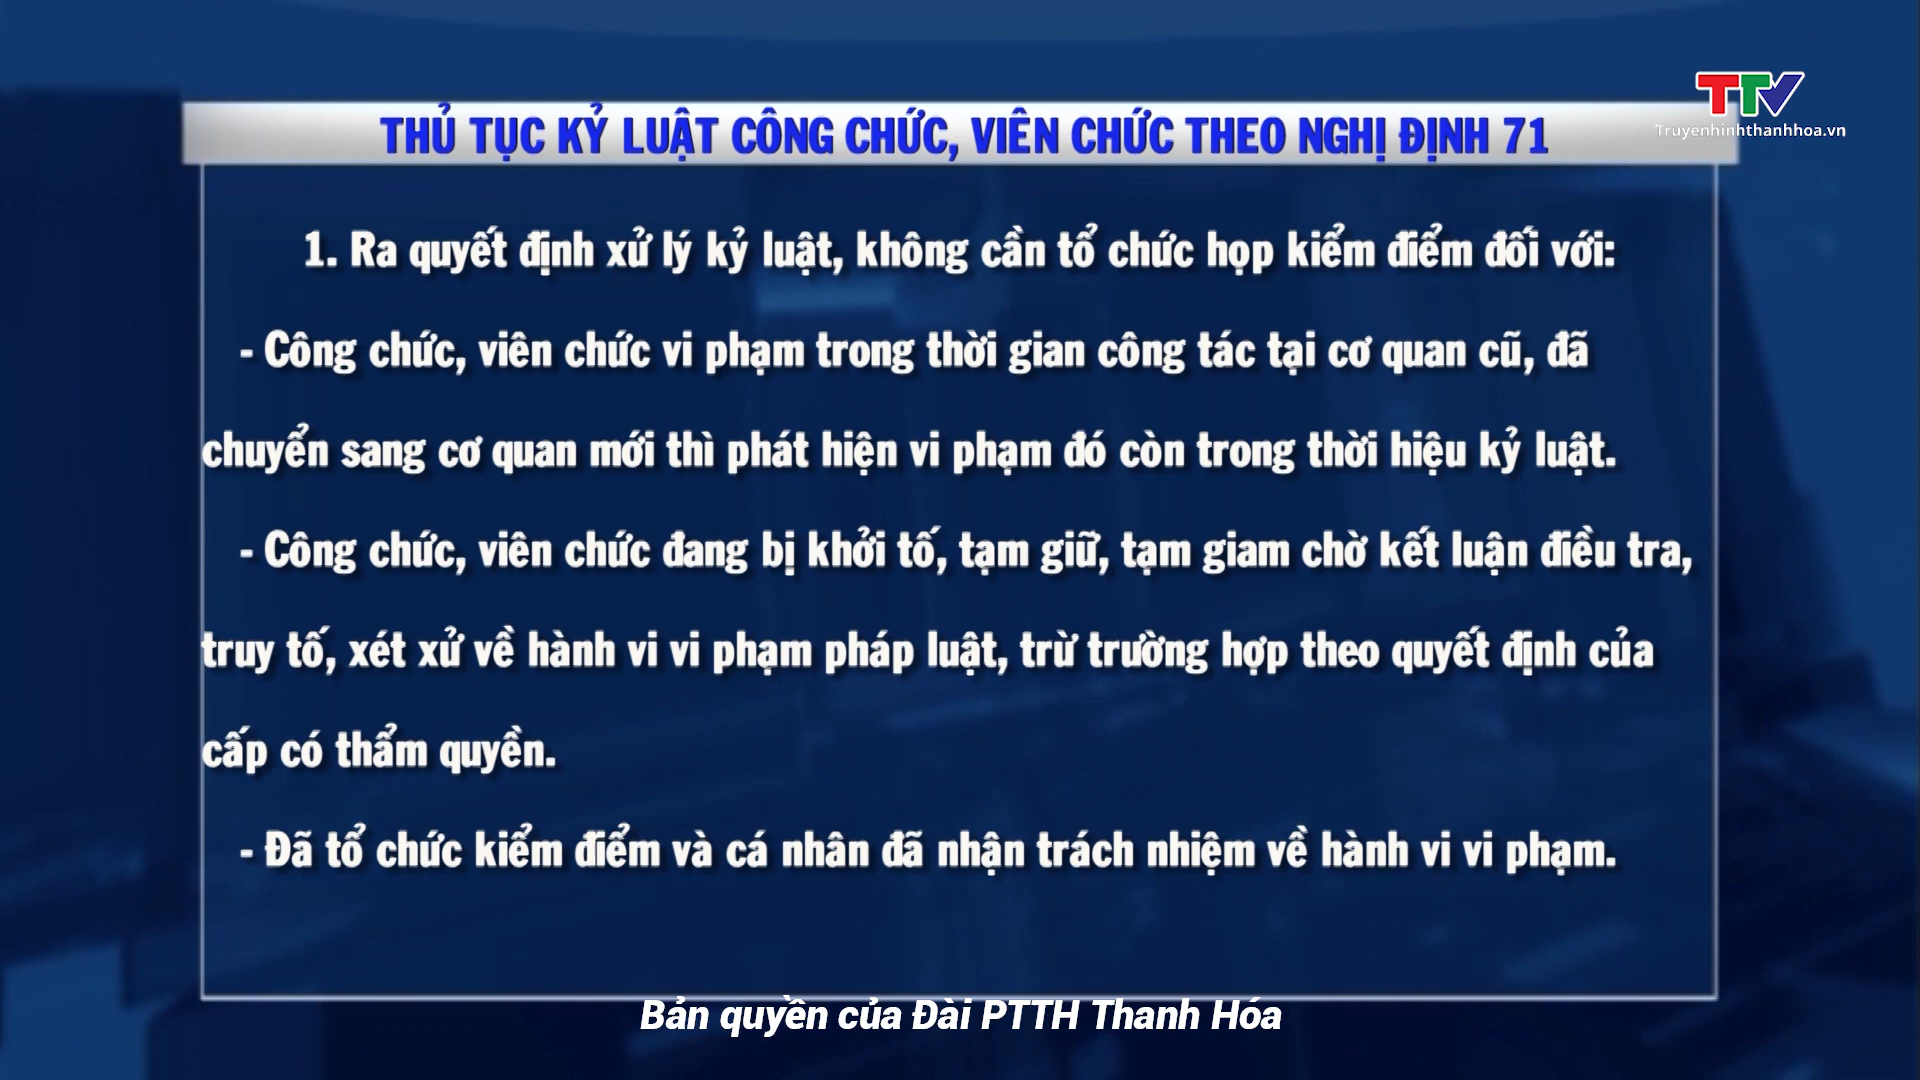 TTV
Truyenhinhthanhhoa.vn
THỦ TỤC KỶ LUẬT CÔNG CHỨC, VIÊN CHỨC THEO NGHỊ ĐỊNH 71
1. Ra quyết định xử lý kỷ luật, không cần tổ chức họp kiểm điểm đối với:
- Công chức, viên chức vi phạm trong thời gian công tác tại cơ quan cũ, đã
chuyển sang cơ quan mới thì phát hiện vi phạm đó còn trong thời hiệu kỷ luật.
- Công chức, viên chức đang bị khởi tố, tạm giữ, tạm giam chờ kết luận điều tra,
truy tố, xét xử về hành vi vi phạm pháp luật, trừ trường hợp theo quyết định của
cấp có thẩm quyền.
- Đã tổ chức kiểm điểm và cá nhân đã nhận trách nhiệm về hành vi vi phạm.
Bản quyền của Đài PTTH Thanh Hóa